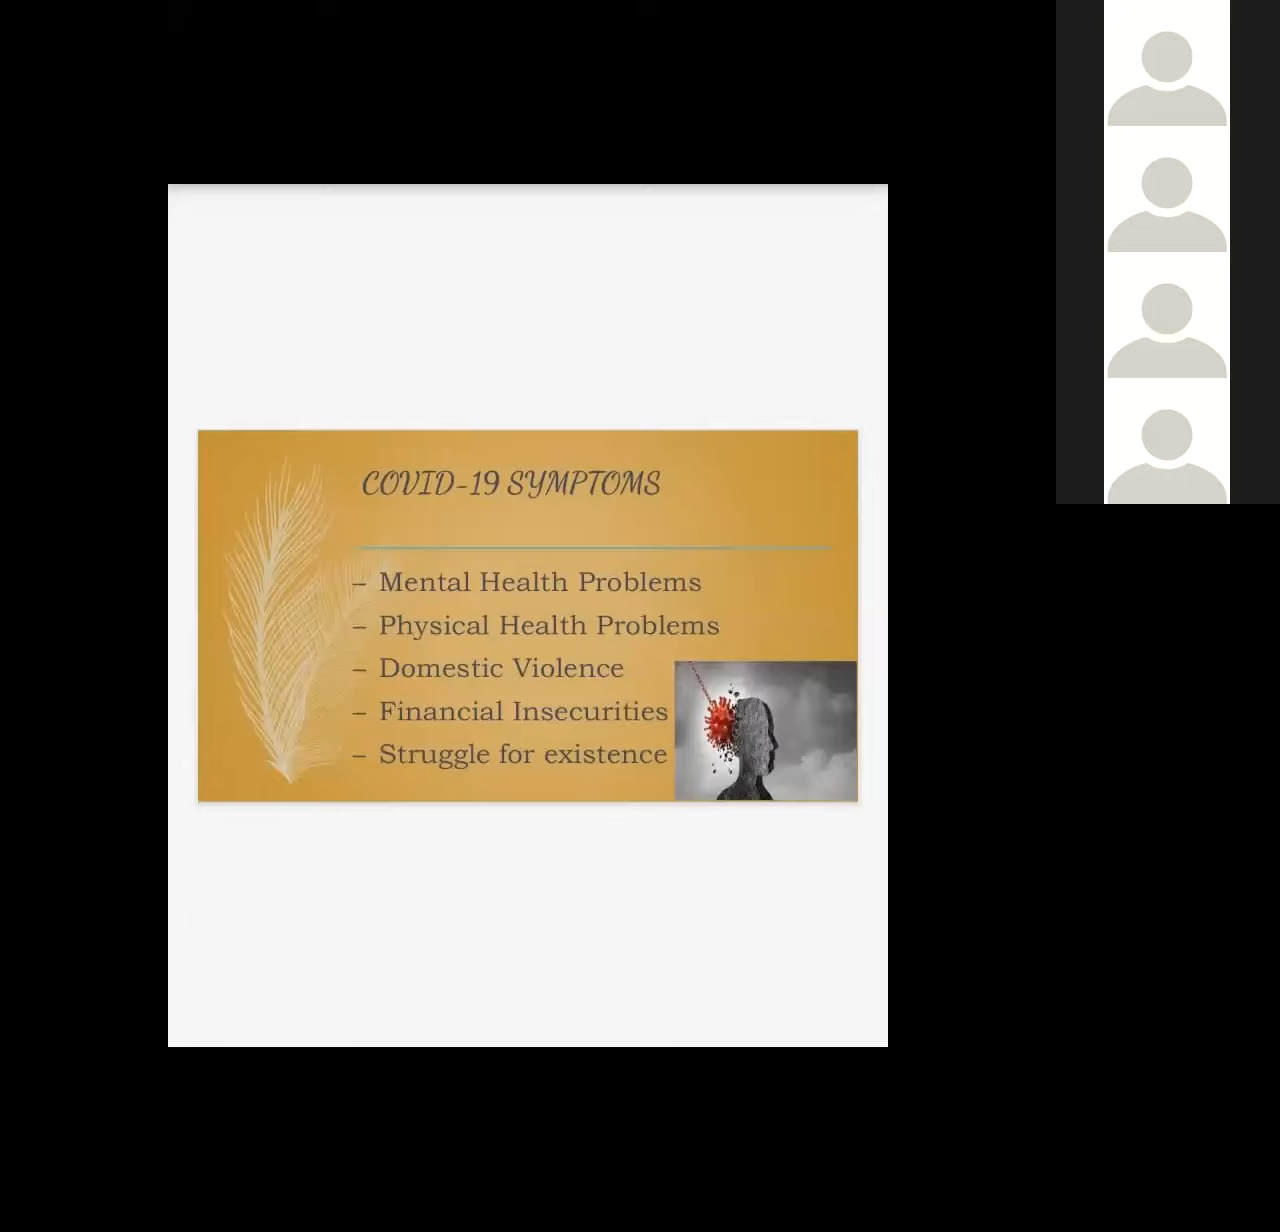 COVID-19 SYMPTOMS
– Mental Health Problems
– Physical Health Problems
– Domestic Violence
– Financial Insecurities
– Struggle for existence